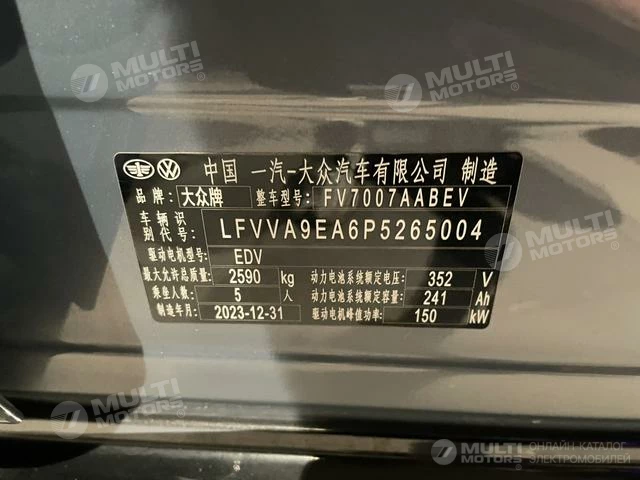 MULTI MOTORS®
MULTI MOTORS®
中国 一汽-大众汽车有限公司 制造
品 牌: 大众牌 整车型号: FV7007AABEV
车辆识别代号: LFVVA9EA6P5265004
驱动电机型号: EDV
最大允许总质量: 2590 kg 动力电池系统额定电压: 352 V
乘坐人数: 5 人 动力电池系统额定容量: 241 Ah
制造年月: 2023-12-31 驱动电机峰值功率: 150 kW
MULTI MOTORS®
MULTI MOTORS®
MULTI MOTORS
ОНЛАЙН-КАТАЛОГ
ЭЛЕКТРОМОБИЛЕЙ